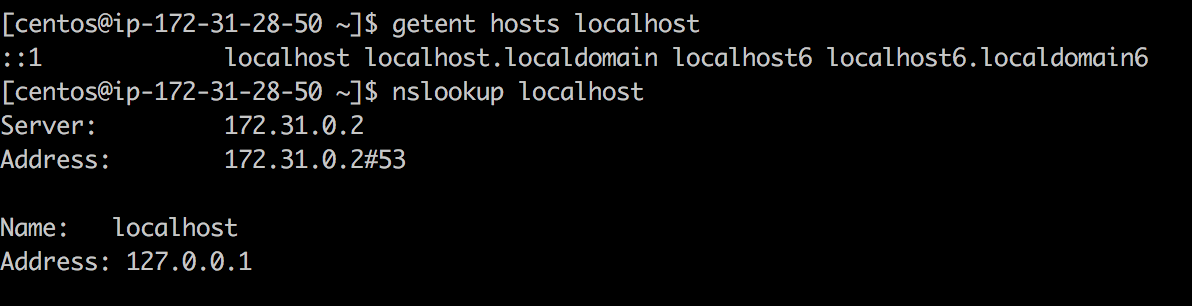 [centos@ip-172-31-28-50 ~]$ getent hosts localhost
::1             localhost localhost.localdomain localhost6 localhost6.localdomain6
[centos@ip-172-31-28-50 ~]$ nslookup localhost
Server:         172.31.0.2
Address:        172.31.0.2#53
Name:   localhost
Address: 127.0.0.1